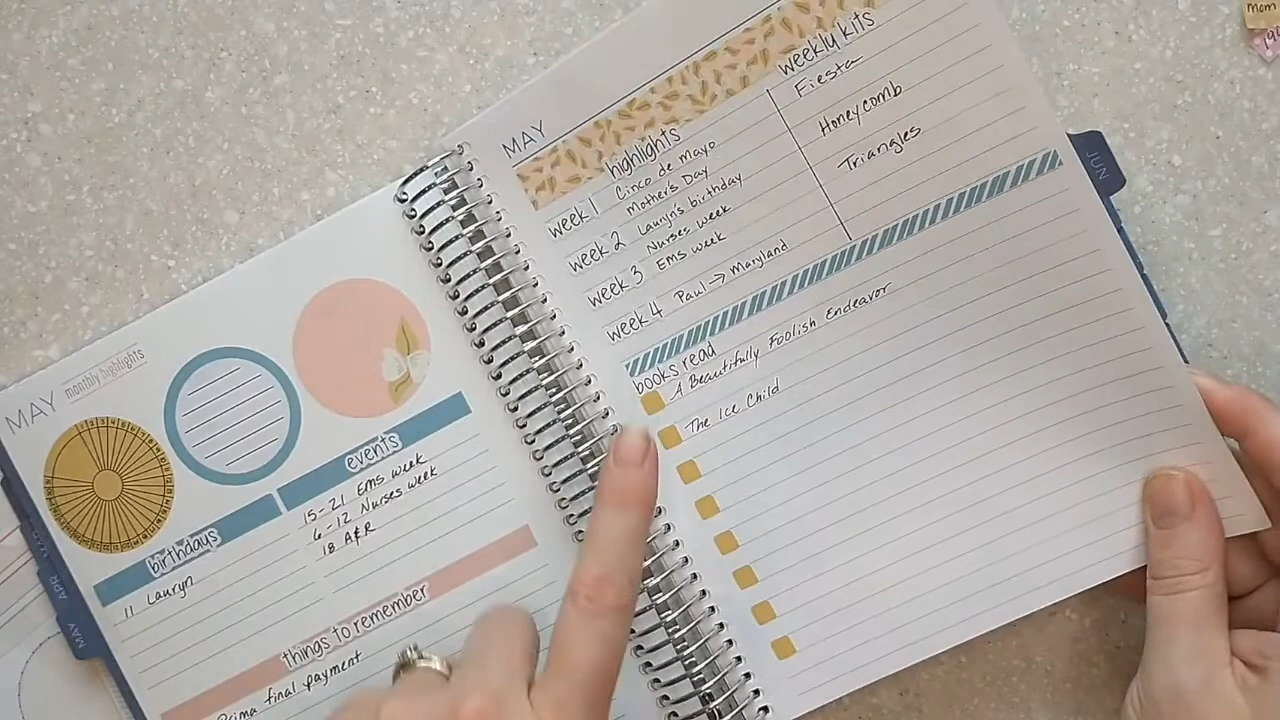 MAY
monthly highlights
birthdays
11 Lauryn
events
15-21 EMS week
6-12 Nurses week
18 A&R
things to remember
final payment
MAY
highlights
week 1 Cinco de mayo
Mother's Day
week 2 Lauryn's birthday
Nurses week
week 3 EMS week
week 4 Paul → Maryland
weekly kits
Fiesta
Honeycomb
Triangles
books read
A Beautifully Foolish Endeavor
The Ice Child
JUN
APR
MAY
Mom